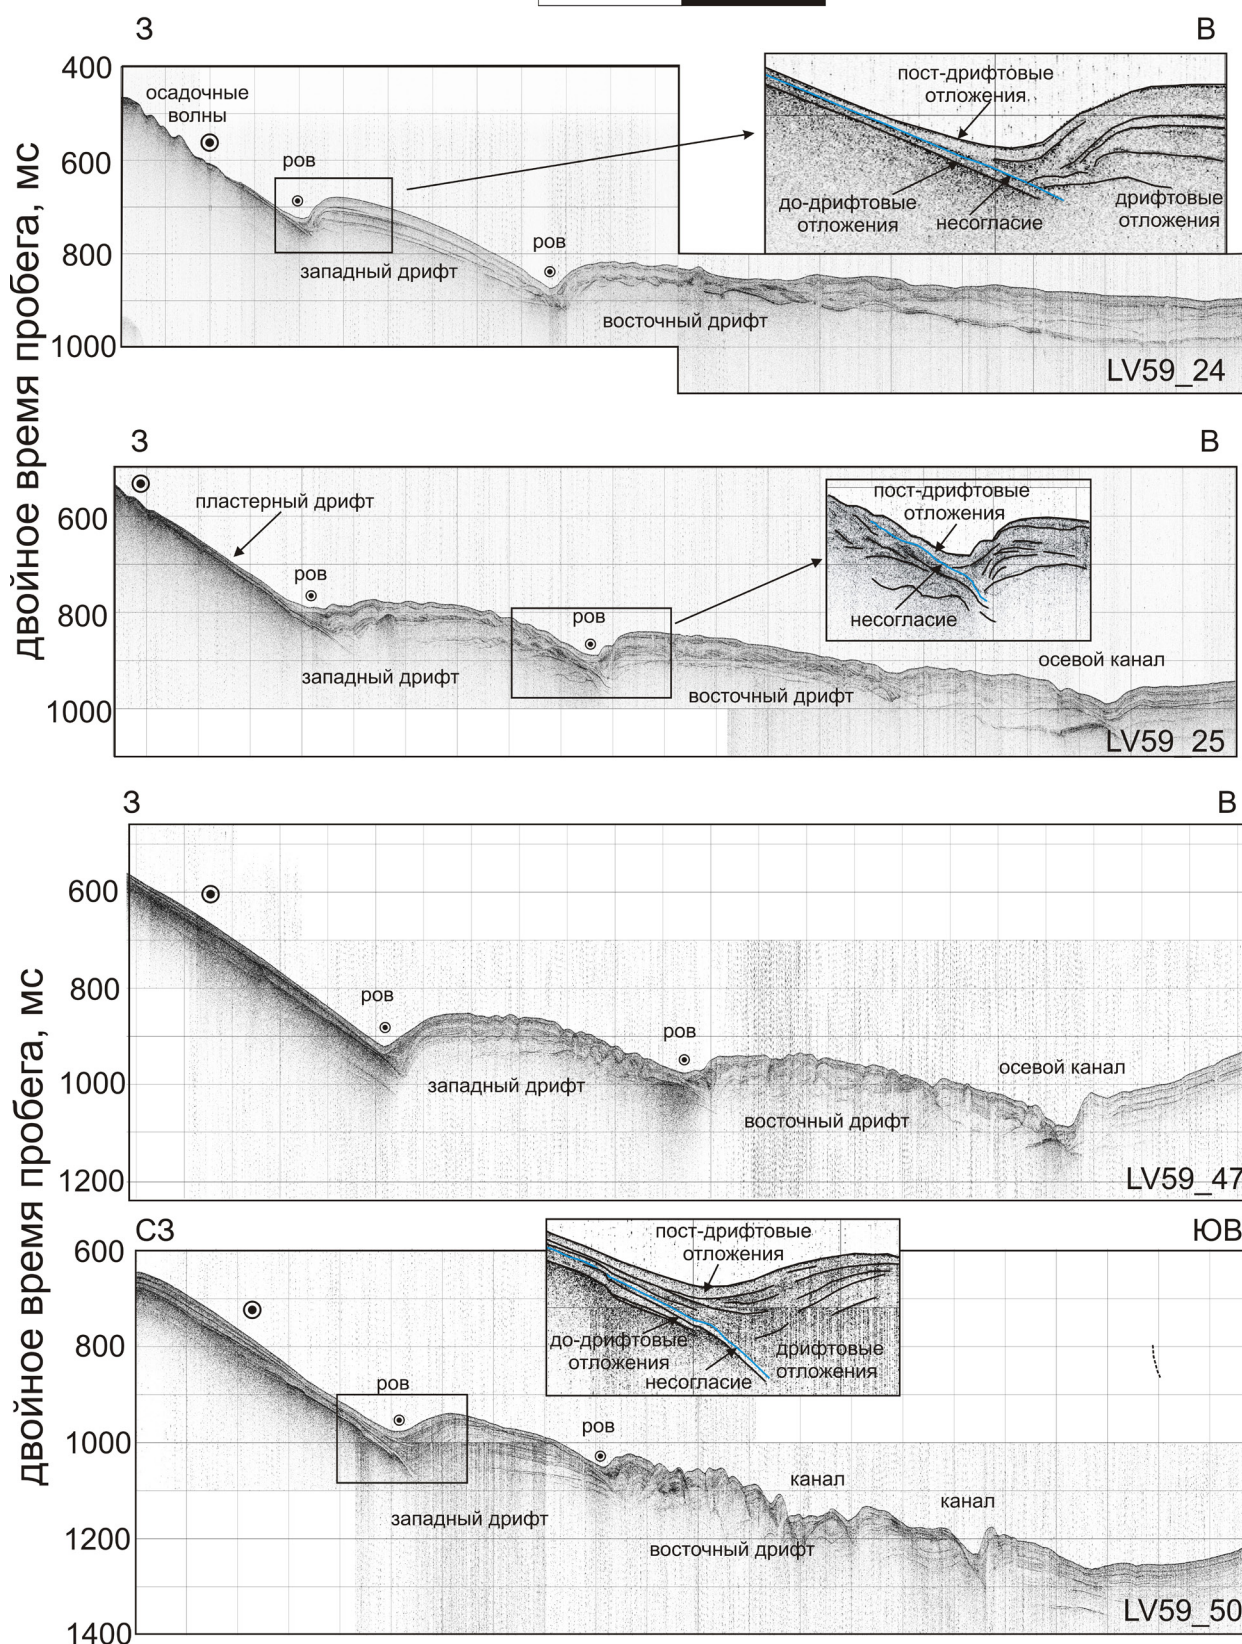 З
В
400
600
800
1000
двойное время пробега, мс
осадочные
волны
ров
западный дрифт
ров
восточный дрифт
пост-дрифтовые
отложения
до-дрифтовые
отложения
несогласие
дрифтовые
отложения
LV59_24
З
В
600
800
1000
пластерный дрифт
ров
западный дрифт
ров
восточный дрифт
пост-дрифтовые
отложения
несогласие
осевой канал
LV59_25
З
В
600
800
1000
1200
двойное время пробега, мс
ров
западный дрифт
ров
восточный дрифт
осевой канал
LV59_47
СЗ
ЮВ
600
800
1000
1200
1400
ров
западный дрифт
ров
восточный дрифт
пост-дрифтовые
отложения
до-дрифтовые
отложения
несогласие
дрифтовые
отложения
канал
канал
LV59_50